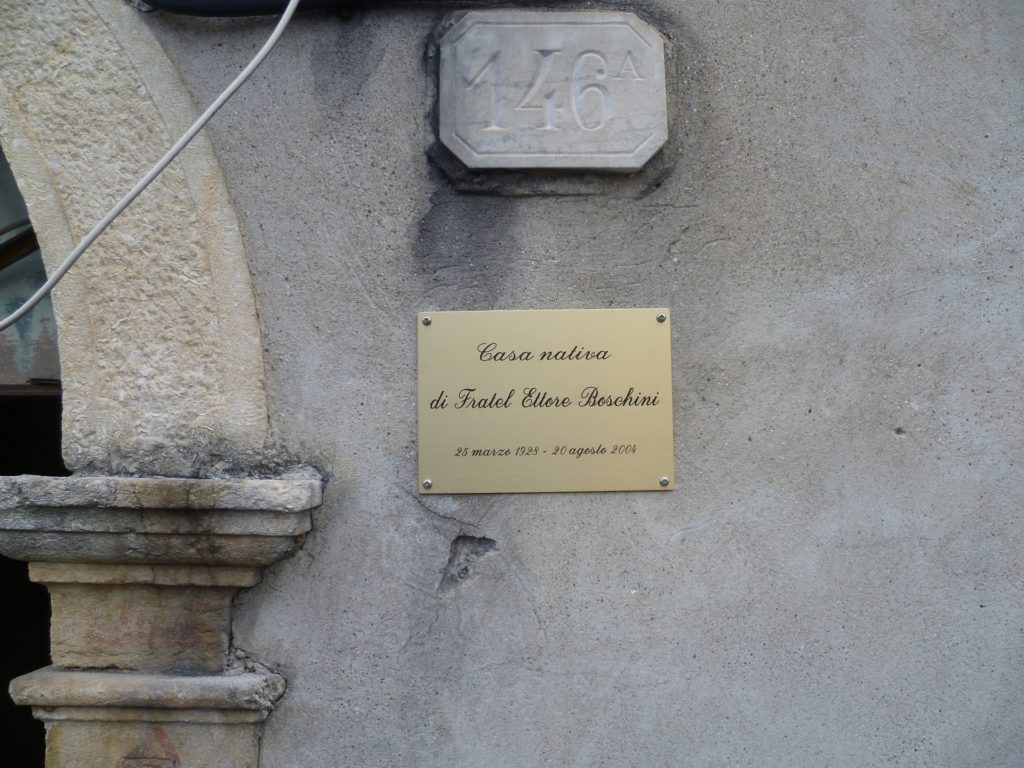 146A
Casa nativa
di Fratel Ettore Boschini
25 marzo 1928 - 20 agosto 2004